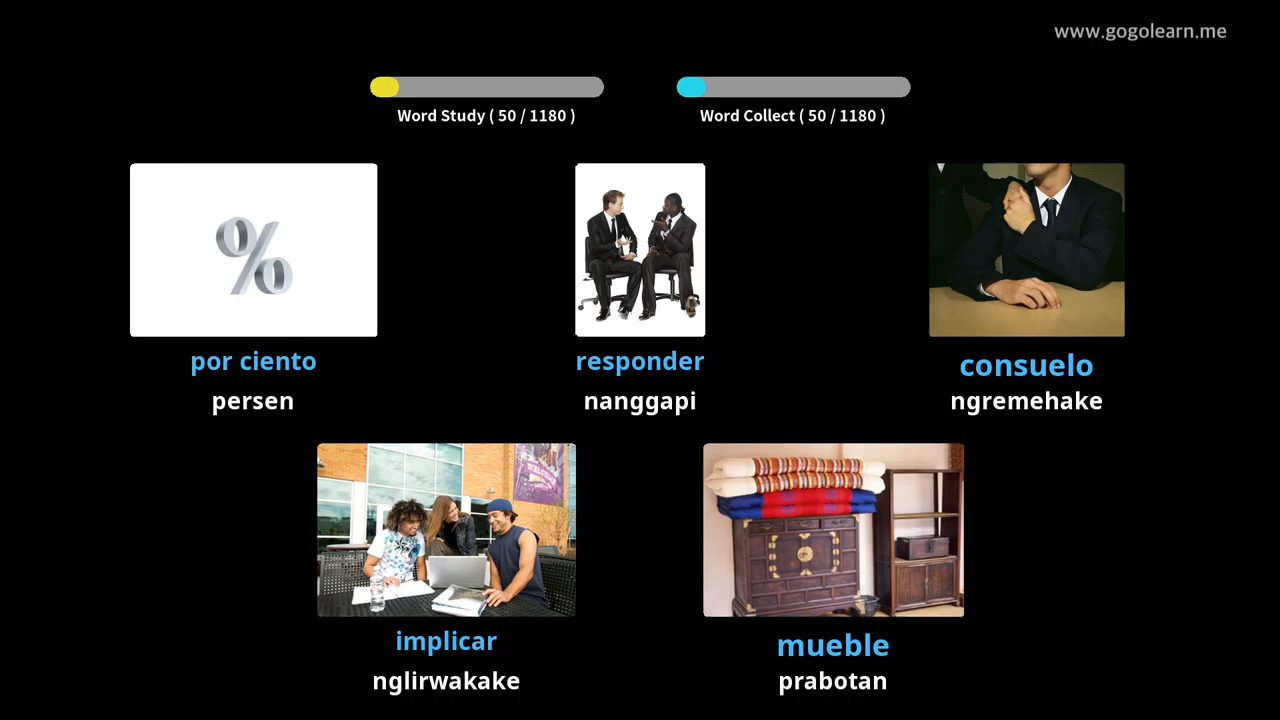 www.gogolearn.me
Word Study ( 50 / 1180 )
Word Collect ( 50 / 1180 )
%
por ciento
responder
consuelo
persen
nanggapi
ngremehake
implicar
mueble
nglirwakake
prabotan